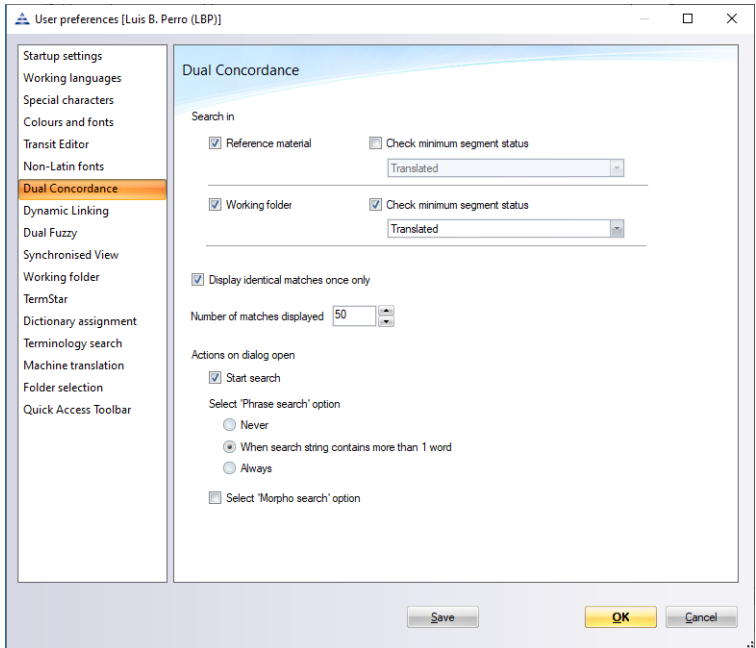 User preferences [Luis B. Perro (LBP)]
Startup settings
Working languages
Special characters
Colours and fonts
Transit Editor
Non-Latin fonts
Dual Concordance
Dynamic Linking
Dual Fuzzy
Synchronised View
Working folder
TermStar
Dictionary assignment
Terminology search
Machine translation
Folder selection
Quick Access Toolbar
Dual Concordance
Search in
Reference material Check minimum segment status
Translated
Working folder Check minimum segment status
Translated
Display identical matches once only
Number of matches displayed 50
Actions on dialog open
Start search
Select 'Phrase search' option
Never
When search string contains more than 1 word
Always
Select 'Morpho search' option
Save OK Cancel